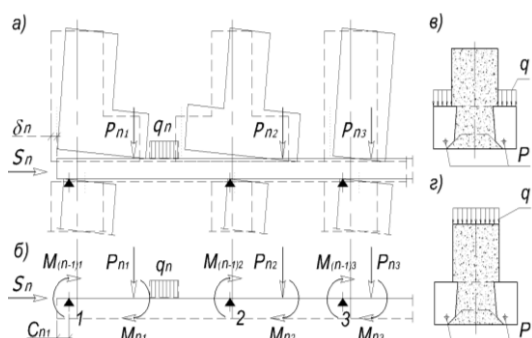 а)
δn
Sn
Pn1
qn
Pn2
Pn3
б)
Sn
M(n-1)1
Pn1
qn
M(n-1)2
Pn2
M(n-1)3
Pn3
Cn1
1
Mn1
2
Mn2
3
Mn3
в)
q
P
г)
q
P